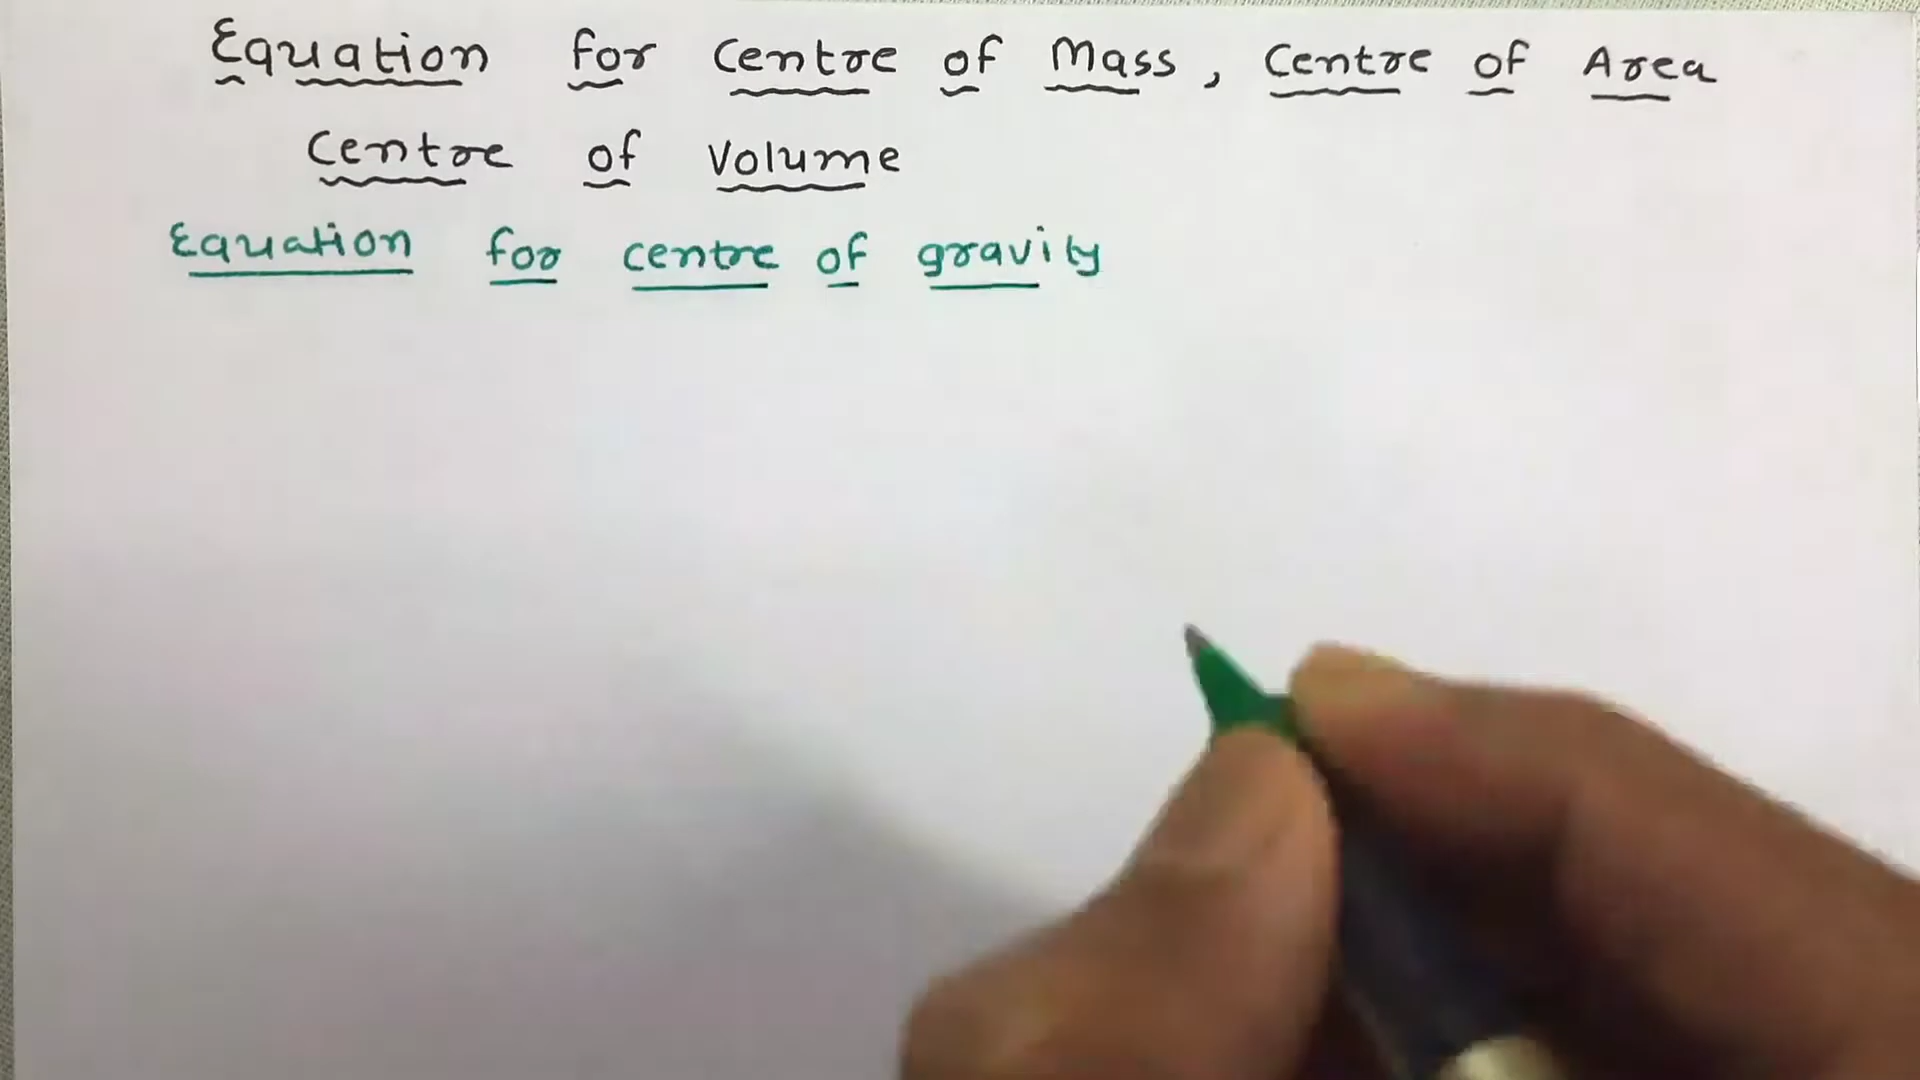 Equation for Centre of Mass, Centre of Area
Centre of Volume
Equation for centre of gravity